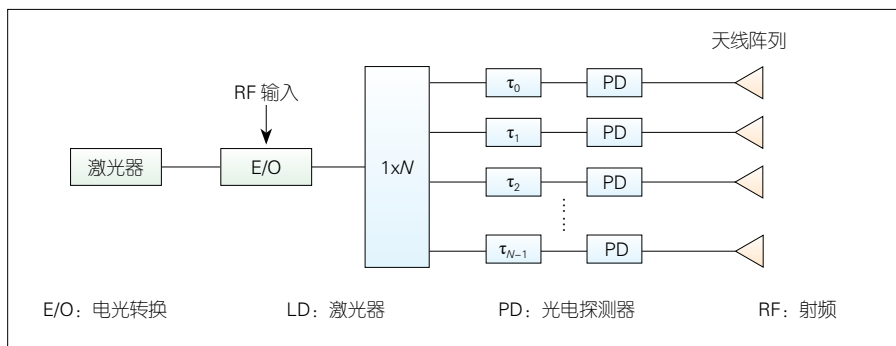 天线阵列
RF 输入
激光器
E/O
1xN
τ0
PD
τ1
PD
τ2
PD
τN−1
PD
E/O：电光转换 LD：激光器 PD：光电探测器 RF：射频